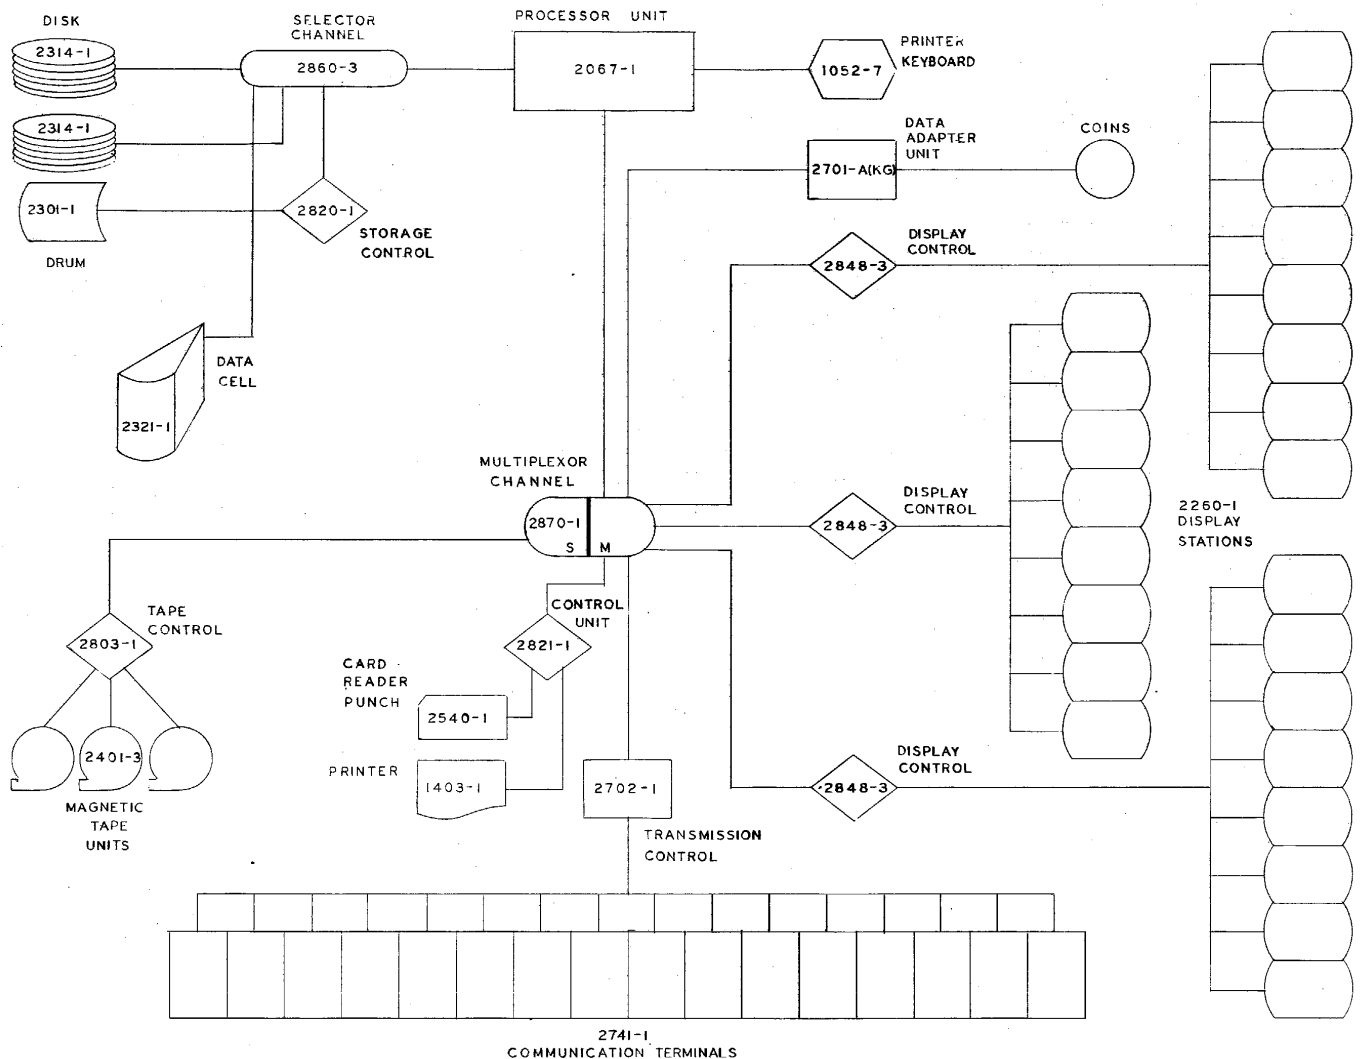 DISK
2314-1
2314-1
2301-1
DRUM
SELECTOR
CHANNEL
2860-3
2820-1
STORAGE
CONTROL
DATA
CELL
2321-1
PROCESSOR UNIT
2067-1
PRINTER
KEYBOARD
1052-7
DATA
ADAPTER
UNIT
2701-A(KG)
COINS
DISPLAY
CONTROL
2848-3
MULTIPLEXOR
CHANNEL
2870-1
S M
DISPLAY
CONTROL
2848-3
2260-1
DISPLAY
STATIONS
TAPE
CONTROL
2803-1
2401-3
MAGNETIC
TAPE
UNITS
CONTROL
UNIT
2821-1
CARD
READER
PUNCH
2540-1
PRINTER
1403-1
2702-1
TRANSMISSION
CONTROL
DISPLAY
CONTROL
2848-3
2741-1
COMMUNICATION TERMINALS